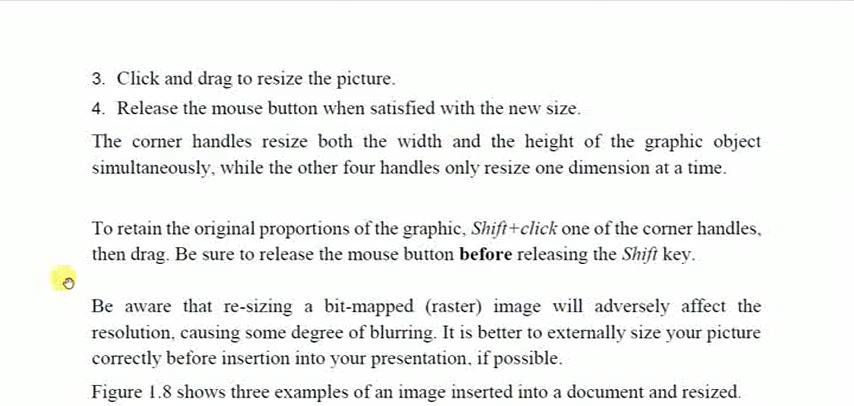 3. Click and drag to resize the picture.
4. Release the mouse button when satisfied with the new size.
The corner handles resize both the width and the height of the graphic object
simultaneously, while the other four handles only resize one dimension at a time.
To retain the original proportions of the graphic, Shift+click one of the corner handles,
then drag. Be sure to release the mouse button before releasing the Shift key.
Be aware that re-sizing a bit-mapped (raster) image will adversely affect the
resolution, causing some degree of blurring. It is better to externally size your picture
correctly before insertion into your presentation, if possible.
Figure 1.8 shows three examples of an image inserted into a document and resized.